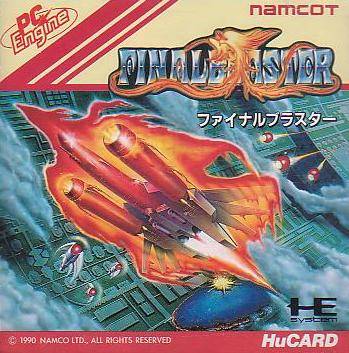 PC
Engine
namcot
FINAL BLASTER
ファイナルブラスター
HE
SYSTEM
© 1990 NAMCO LTD., ALL RIGHTS RESERVED
HuCARD